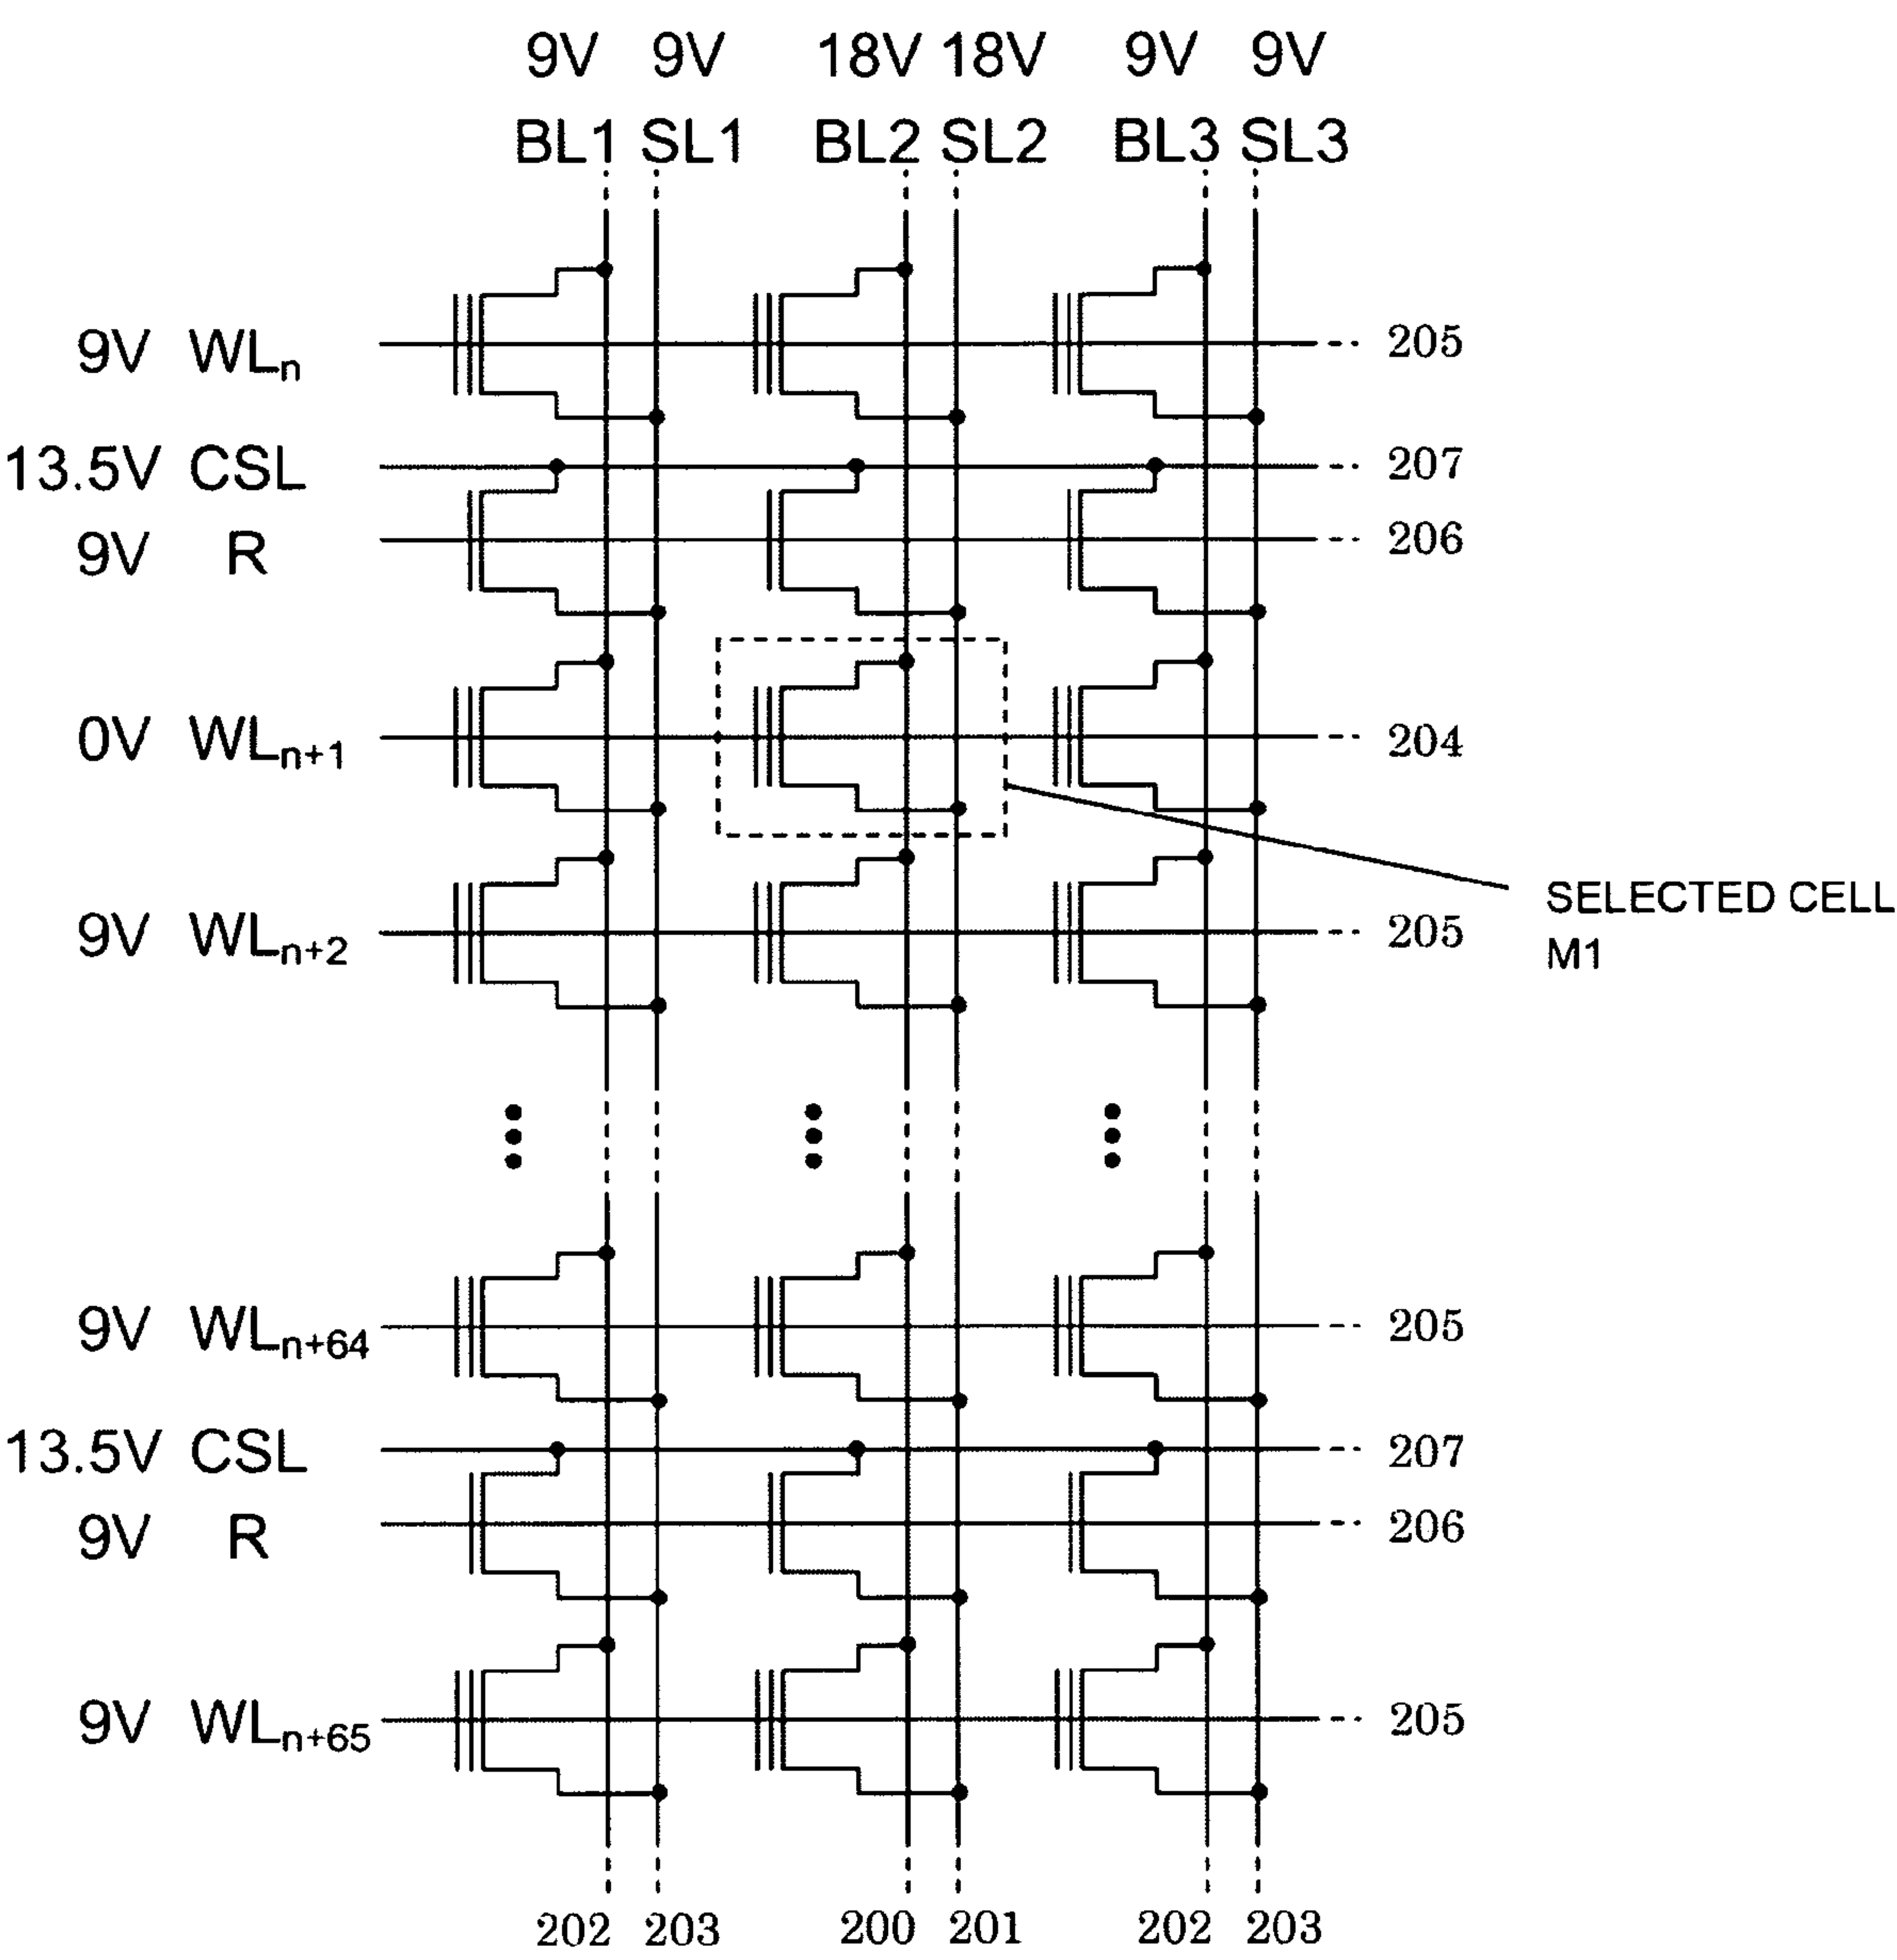 9V 9V 18V 18V 9V 9V
BL1 SL1 BL2 SL2 BL3 SL3
9V WLn 205
13.5V CSL 207
9V R 206
0V WLn+1 204
SELECTED CELL
M1
9V WLn+2 205
9V WLn+64 205
13.5V CSL 207
9V R 206
9V WLn+65 205
202 203 200 201 202 203